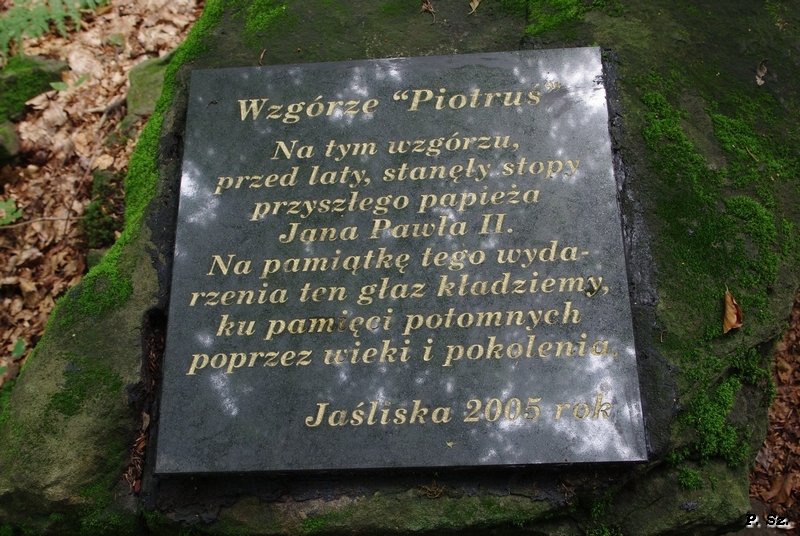 Wzgórze “Piotruś”
Na tym wzgórzu,
przed laty, stanęły stopy
przyszłego papieża
Jana Pawła II.
Na pamiątkę tego wyda-
rzenia ten głaz kładziemy,
ku pamięci potomnych
poprzez wieki i pokolenia.
Jaśliska 2005 rok
P. Sz.